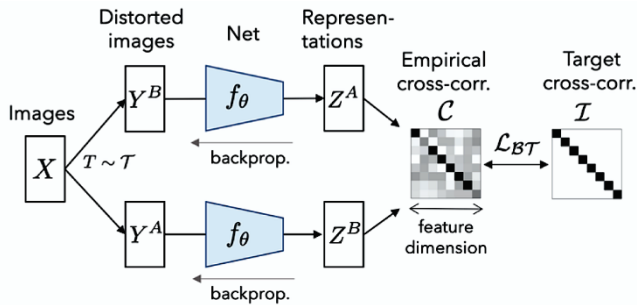 Distorted
images
Net
Represen-
tations
Empirical
cross-corr.
Target
cross-corr.
Images
Y^B
f_θ
Z^A
C
I
X
T ~ T
backprop.
L_BT
Y^A
f_θ
Z^B
feature
dimension
backprop.